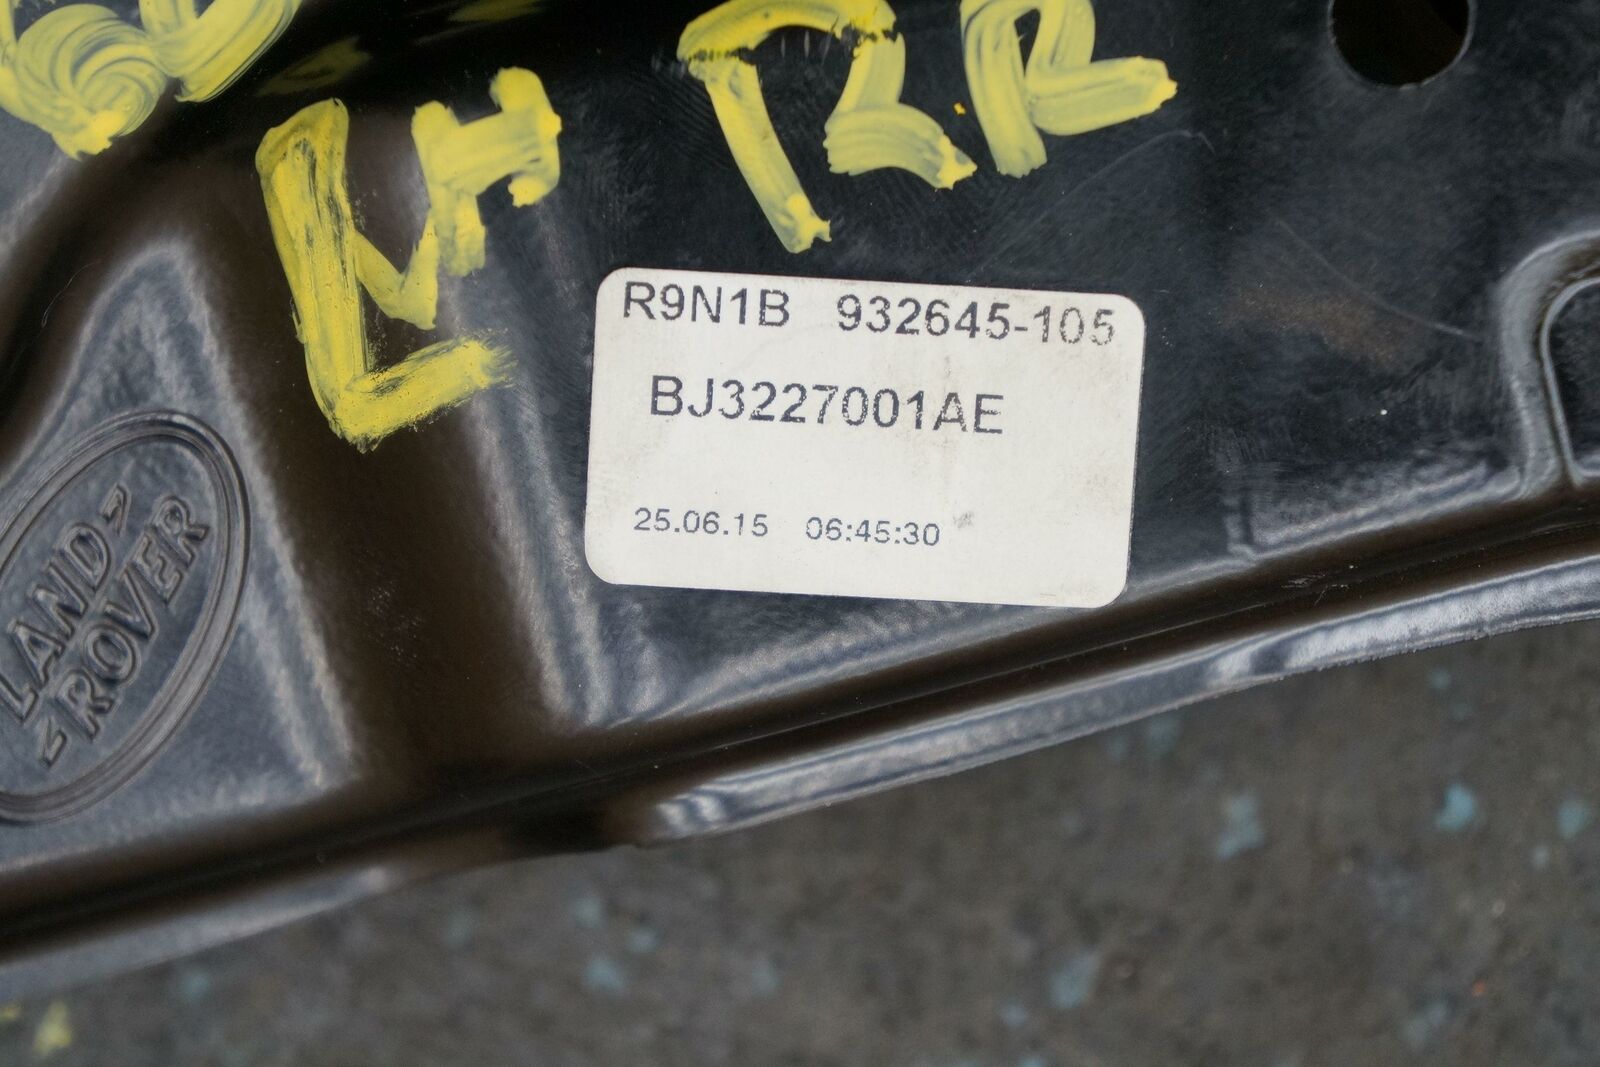 LH RR
R9N1B 932645-105
BJ3227001AE
25.06.15 06:45:30
LAND
ROVER